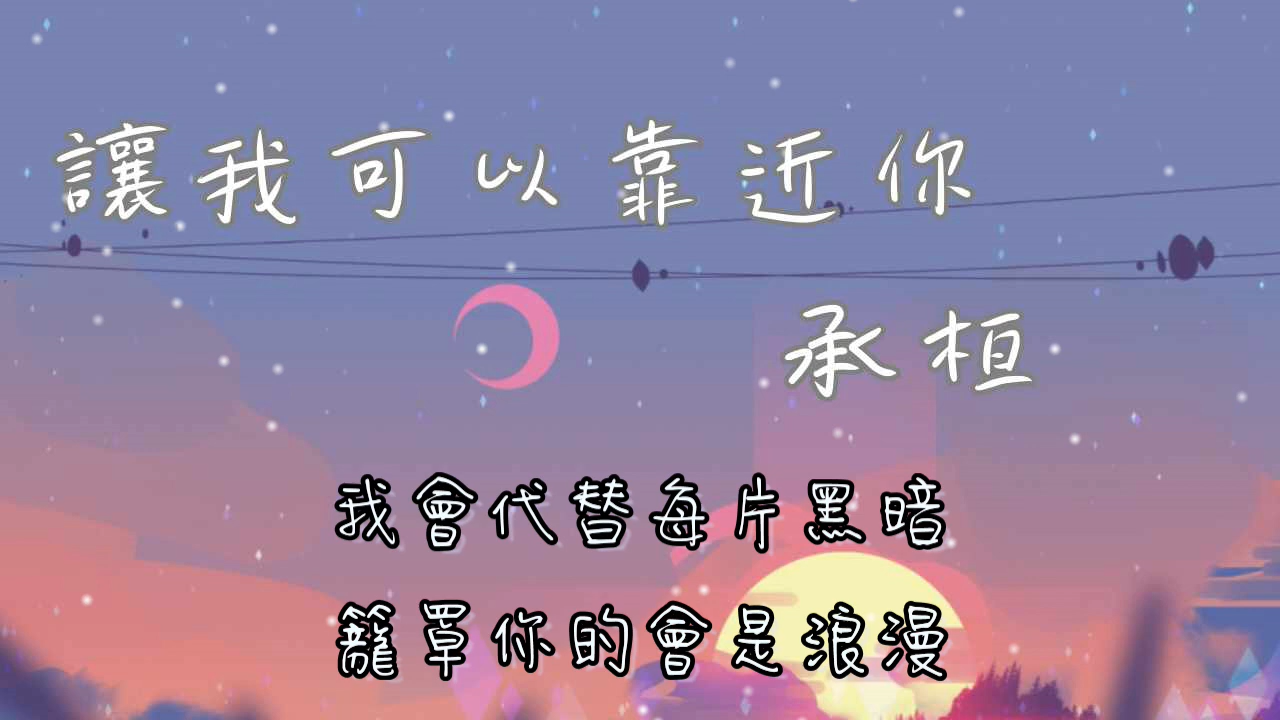 讓我可以靠近你
承桓
我會代替每片黑暗
籠罩你的會是浪漫